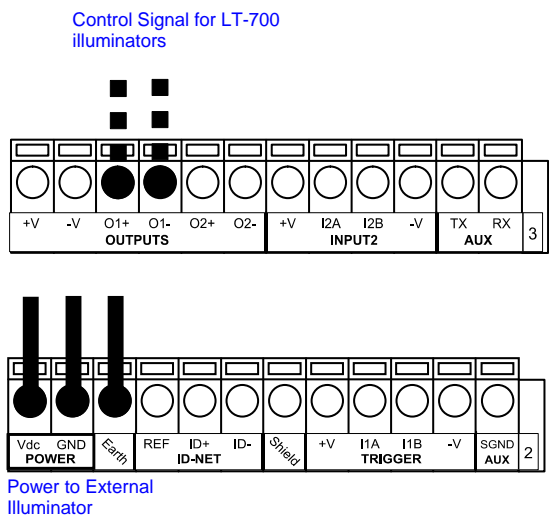 Control Signal for LT-700
illuminators
+V -V O1+ O1- O2+ O2- +V I2A I2B -V TX RX
OUTPUTS INPUT2 AUX 3
Vdc GND Earth REF ID+ ID- Shield +V I1A I1B -V SGND
POWER ID-NET TRIGGER AUX 2
Power to External
Illuminator